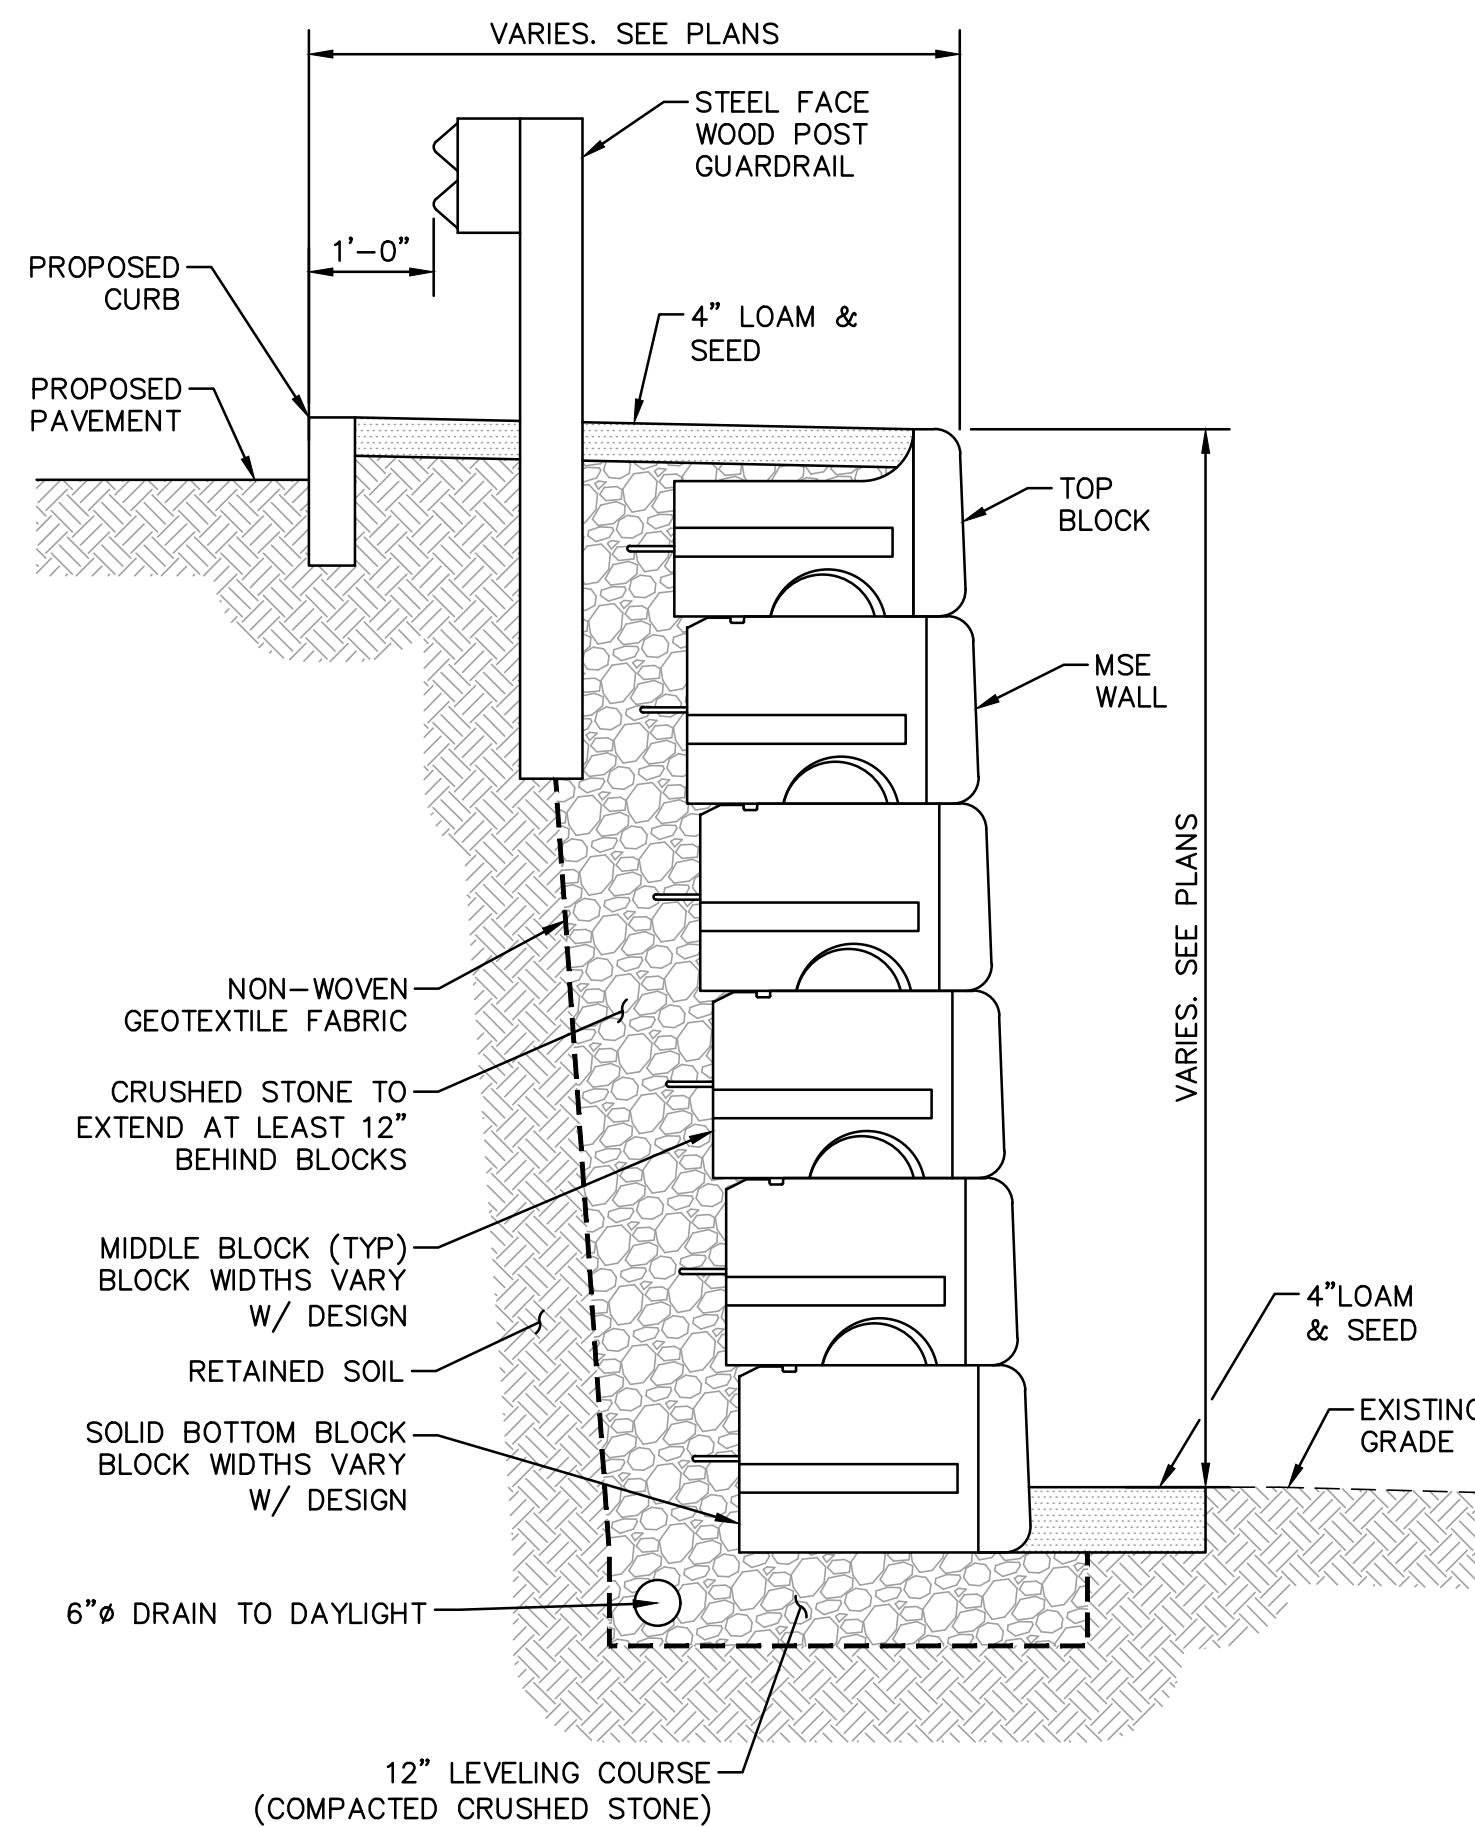 VARIES. SEE PLANS
STEEL FACE
WOOD POST
GUARDRAIL
1'-0"
PROPOSED
CURB
4" LOAM &
SEED
PROPOSED
PAVEMENT
TOP
BLOCK
MSE
WALL
VARIES. SEE PLANS
NON-WOVEN
GEOTEXTILE FABRIC
CRUSHED STONE TO
EXTEND AT LEAST 12"
BEHIND BLOCKS
MIDDLE BLOCK (TYP)
BLOCK WIDTHS VARY
W/ DESIGN
4"LOAM
& SEED
RETAINED SOIL
EXISTING
GRADE
SOLID BOTTOM BLOCK
BLOCK WIDTHS VARY
W/ DESIGN
6"ø DRAIN TO DAYLIGHT
12" LEVELING COURSE
(COMPACTED CRUSHED STONE)